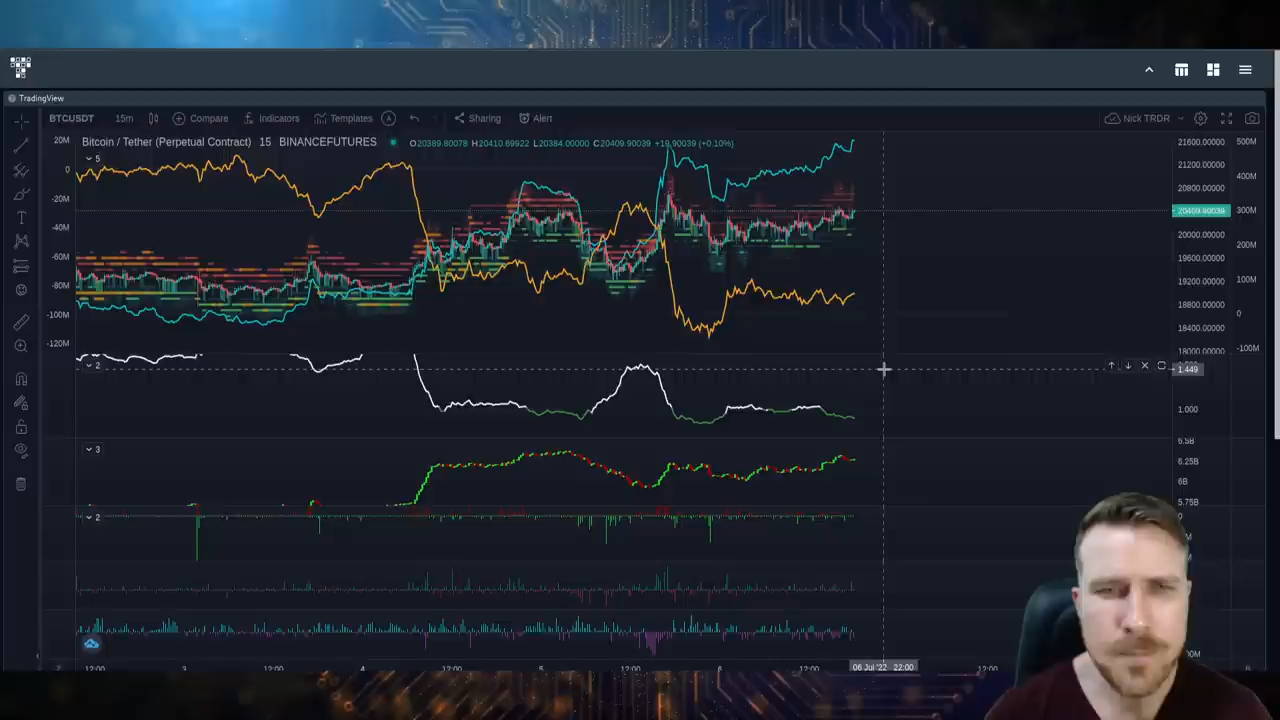 TradingView
BTCUSDT 15m Compare Indicators Templates A Sharing Alert Nick TRDR
Bitcoin / Tether (Perpetual Contract) 15 BINANCEFUTURES O20389.80078 H20410.69922 L20384.00000 C20409.90039 +19.90039 (+0.10%)
5
20M 21600.00000 500M
0 21200.00000 400M
-20M 20800.00000
20409.90039 300M
-40M 20000.00000
-60M 19600.00000 200M
-80M 19200.00000 100M
-100M 18800.00000 0
18400.00000
-120M 18000.00000 -100M
2 1.449
1.000
3 6.5B
6.25B
6B
5.75B
2 0
12:00 3 12:00 4 12:00 5 12:00 6 12:00 06 Jul '22 22:00 12:00